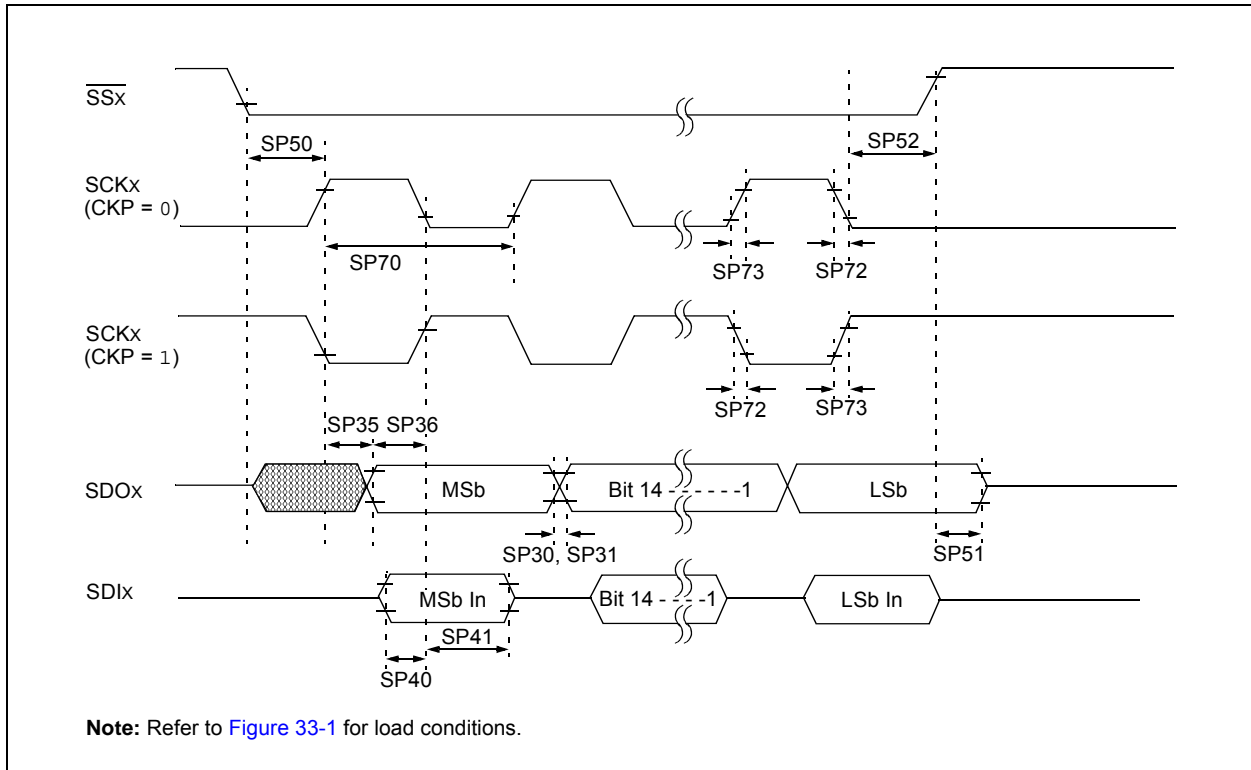 SSx
SP50
SP52
SCKx
(CKP = 0)
SP70
SP73
SP72
SCKx
(CKP = 1)
SP72
SP73
SP35
SP36
SDOx
MSb
Bit 14 - - - - - -1
LSb
SP30, SP31
SP51
SDIx
MSb In
Bit 14 - - - -1
LSb In
SP41
SP40
Note: Refer to Figure 33-1 for load conditions.